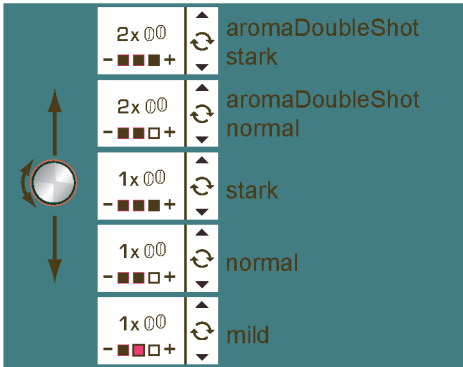 2x
aromaDoubleShot
- +
stark
2x
aromaDoubleShot
- +
normal
1x
- +
stark
1x
- +
normal
1x
- +
mild